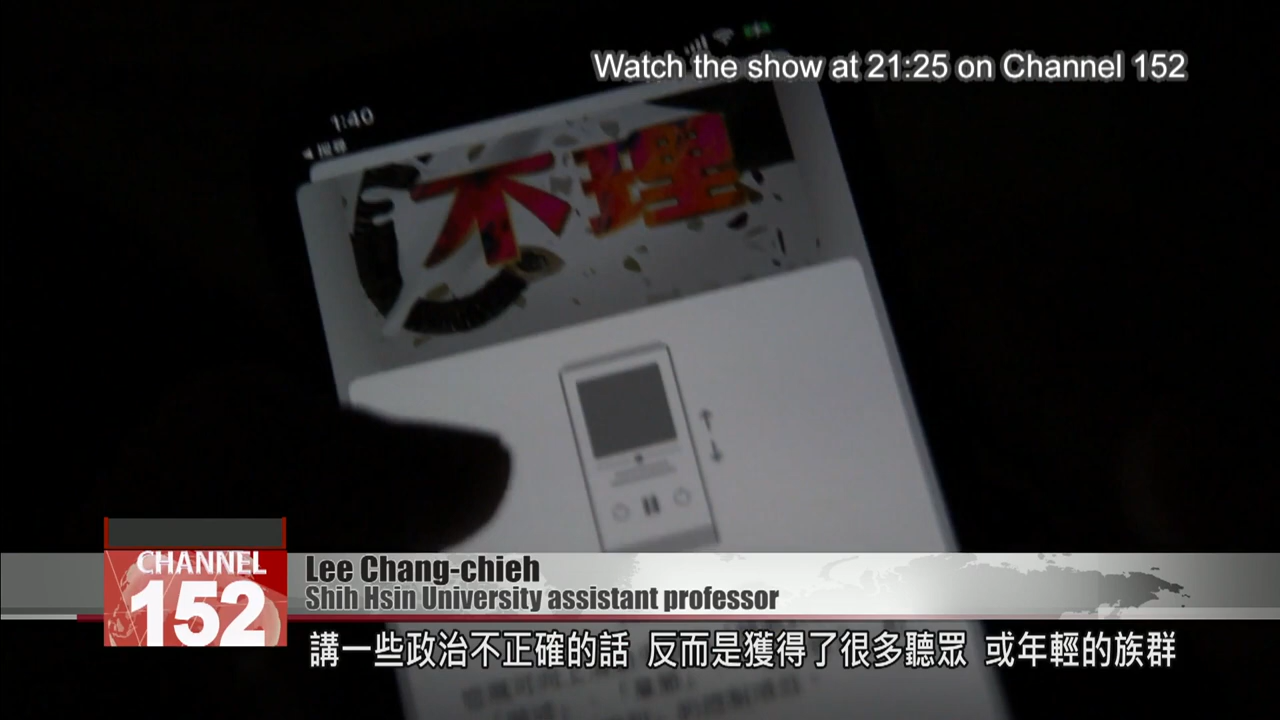 Watch the show at 21:25 on Channel 152
1:40
◀ 搜尋
不理
CHANNEL
152
Lee Chang-chieh
Shih Hsin University assistant professor
講一些政治不正確的話 反而是獲得了很多聽眾 或年輕的族群